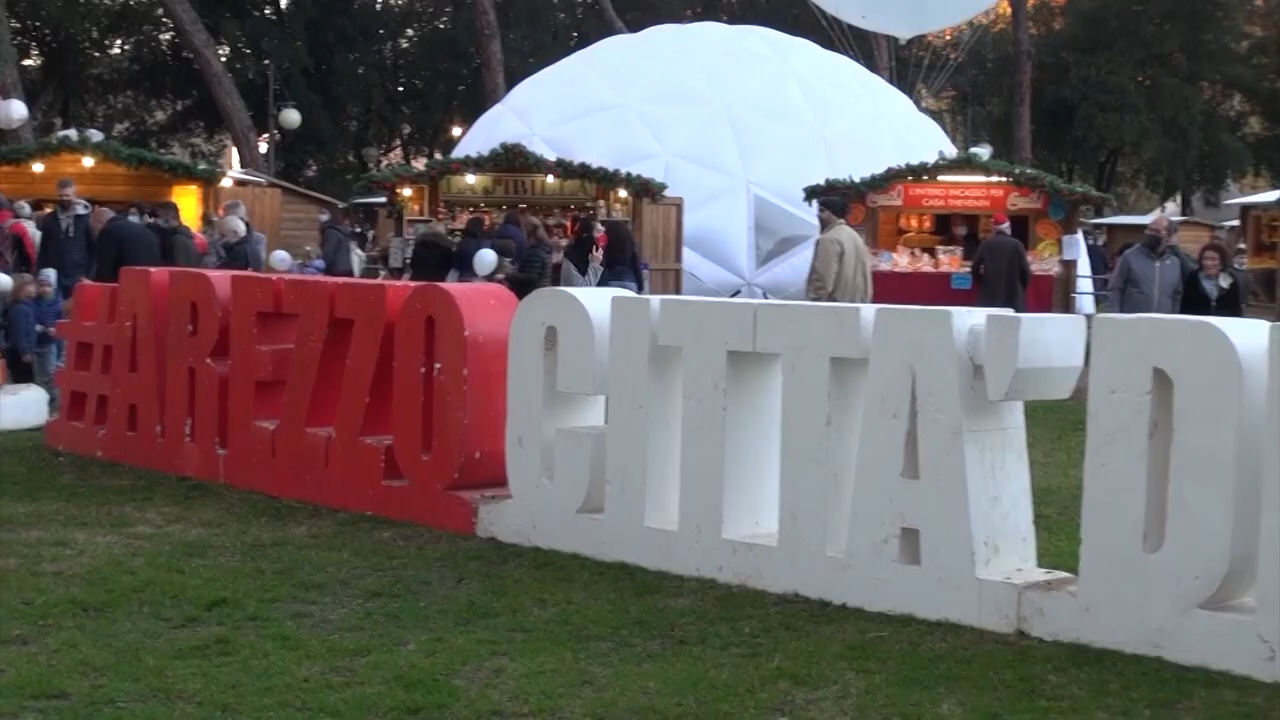 L'INTERO INCASSO PER
CASA THEVENIN
#AREZZO CITTA' D